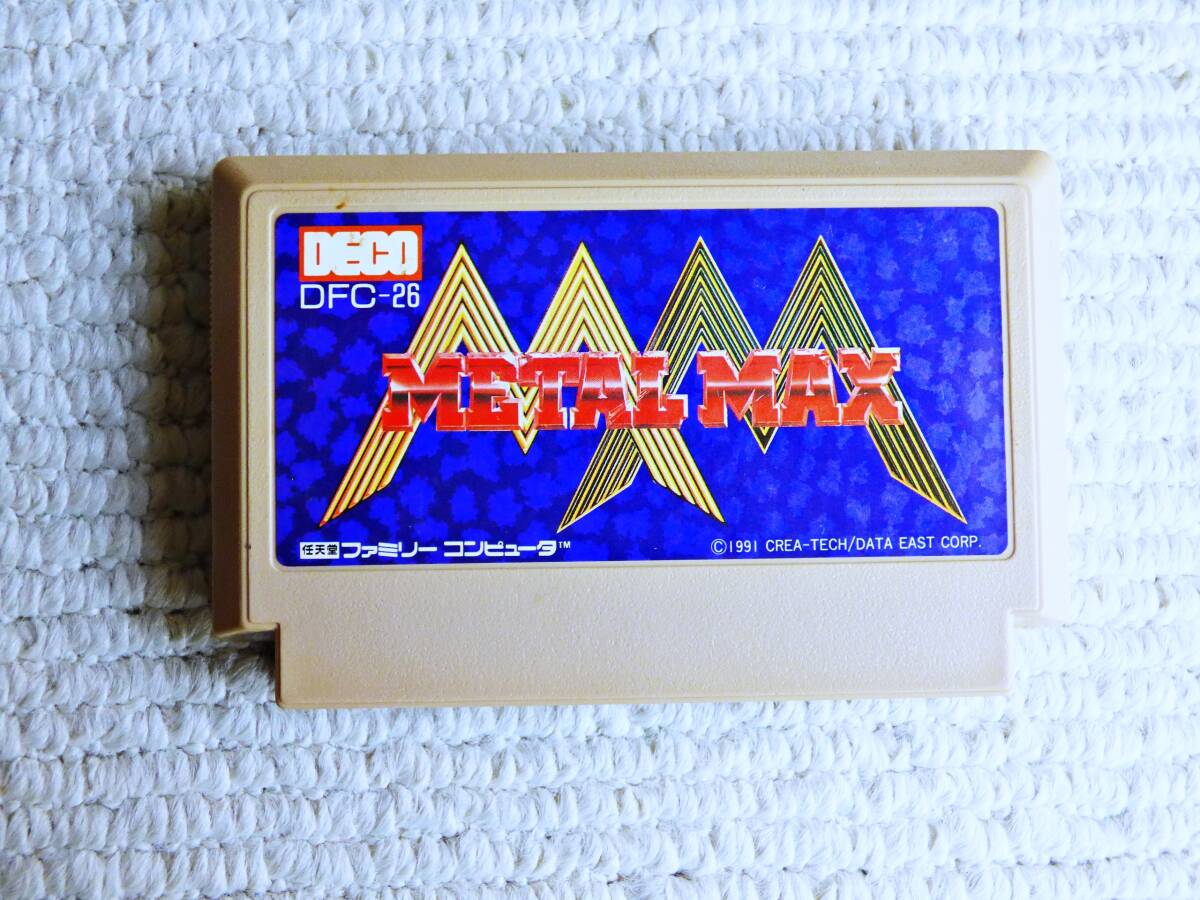 DECO
DFC-26
METAL MAX
任天堂 ファミリー コンピュータ™
©1991 CREA-TECH/DATA EAST CORP.